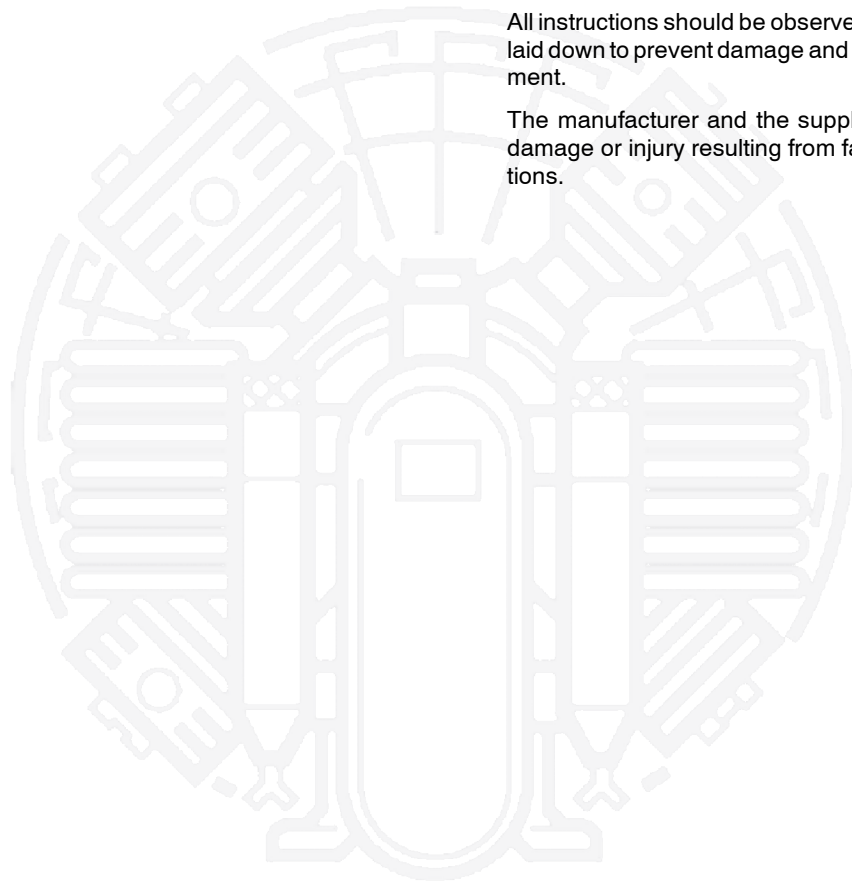 All instructions should be observe
laid down to prevent damage and
ment.
The manufacturer and the suppl
damage or injury resulting from fa
tions.